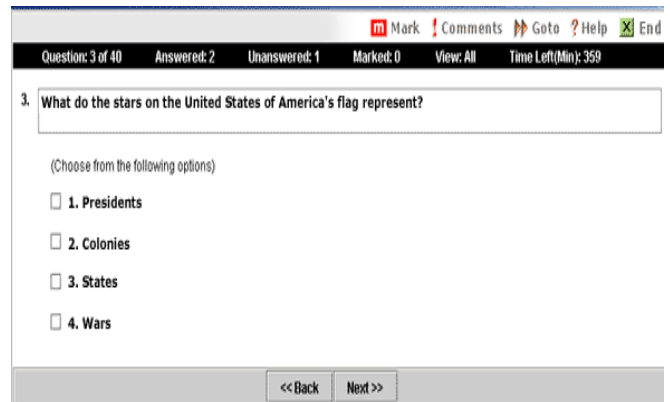 m Mark ! Comments Goto ? Help X End
Question: 3 of 40 Answered: 2 Unanswered: 1 Marked: 0 View: All Time Left(Min): 359
3. What do the stars on the United States of America's flag represent?
(Choose from the following options)
1. Presidents
2. Colonies
3. States
4. Wars
<< Back Next >>